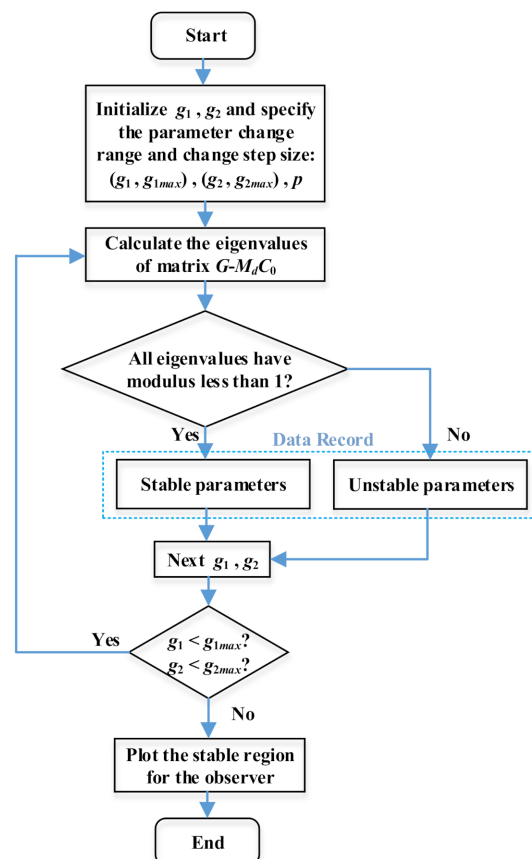 Start
Initialize g₁ , g₂ and specify
the parameter change
range and change step size:
(g₁ , g₁ₘₐₓ) , (g₂ , g₂ₘₐₓ) , p
Calculate the eigenvalues
of matrix G-M_dC₀
All eigenvalues have
modulus less than 1?
Yes
No
Data Record
Stable parameters
Unstable parameters
Next g₁ , g₂
Yes
g₁ < g₁ₘₐₓ?
g₂ < g₂ₘₐₓ?
No
Plot the stable region
for the observer
End